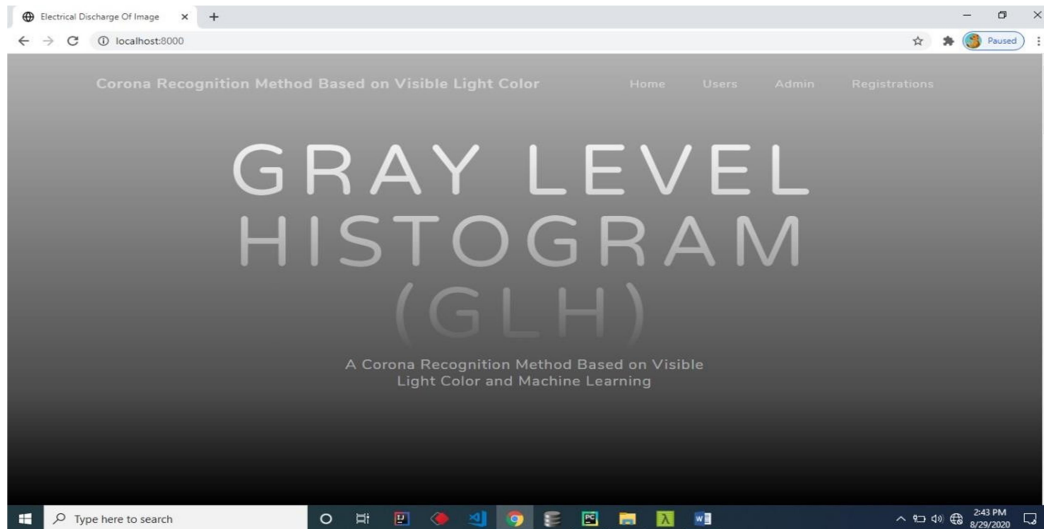 Electrical Discharge Of Image
localhost:8000
Paused
Corona Recognition Method Based on Visible Light Color
Home Users Admin Registrations
GRAY LEVEL
HISTOGRAM
(GLH)
A Corona Recognition Method Based on Visible
Light Color and Machine Learning
Type here to search
2:43 PM
8/29/2020